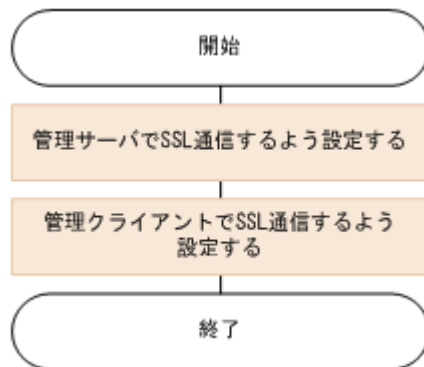 開始
管理サーバでSSL通信するよう設定する
管理クライアントでSSL通信するよう
設定する
終了